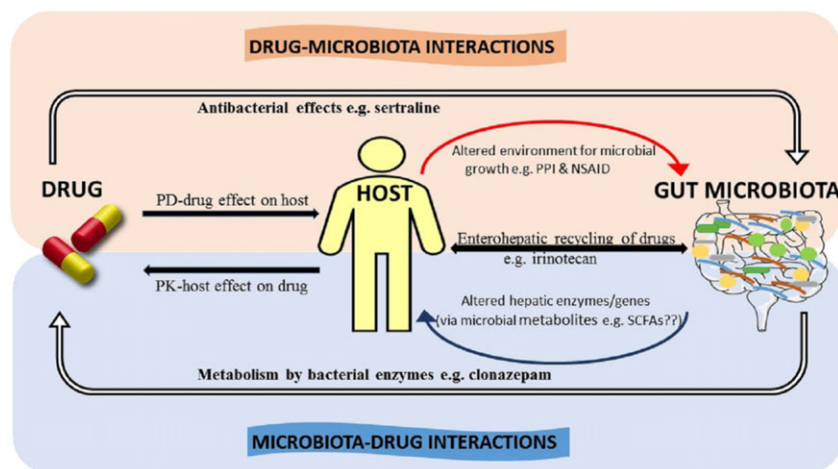 DRUG-MICROBIOTA INTERACTIONS
Antibacterial effects e.g. sertraline
Altered environment for microbial
growth e.g. PPI & NSAID
DRUG
HOST
GUT MICROBIOTA
PD-drug effect on host
Enterohepatic recycling of drugs
e.g. irinotecan
PK-host effect on drug
Altered hepatic enzymes/genes
(via microbial metabolites e.g. SCFAs??)
Metabolism by bacterial enzymes e.g. clonazepam
MICROBIOTA-DRUG INTERACTIONS